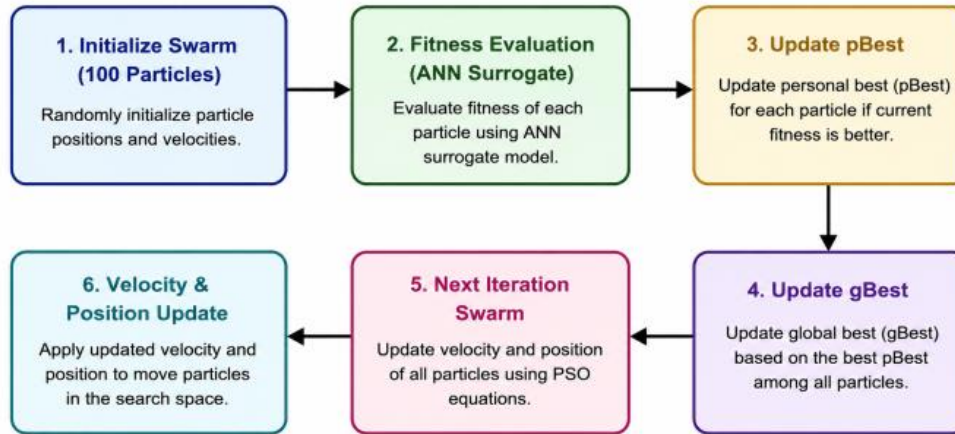 1. Initialize Swarm
(100 Particles)
Randomly initialize particle
positions and velocities.
2. Fitness Evaluation
(ANN Surrogate)
Evaluate fitness of each
particle using ANN
surrogate model.
3. Update pBest
Update personal best (pBest)
for each particle if current
fitness is better.
4. Update gBest
Update global best (gBest)
based on the best pBest
among all particles.
5. Next Iteration
Swarm
Update velocity and position
of all particles using PSO
equations.
6. Velocity &
Position Update
Apply updated velocity and
position to move particles
in the search space.